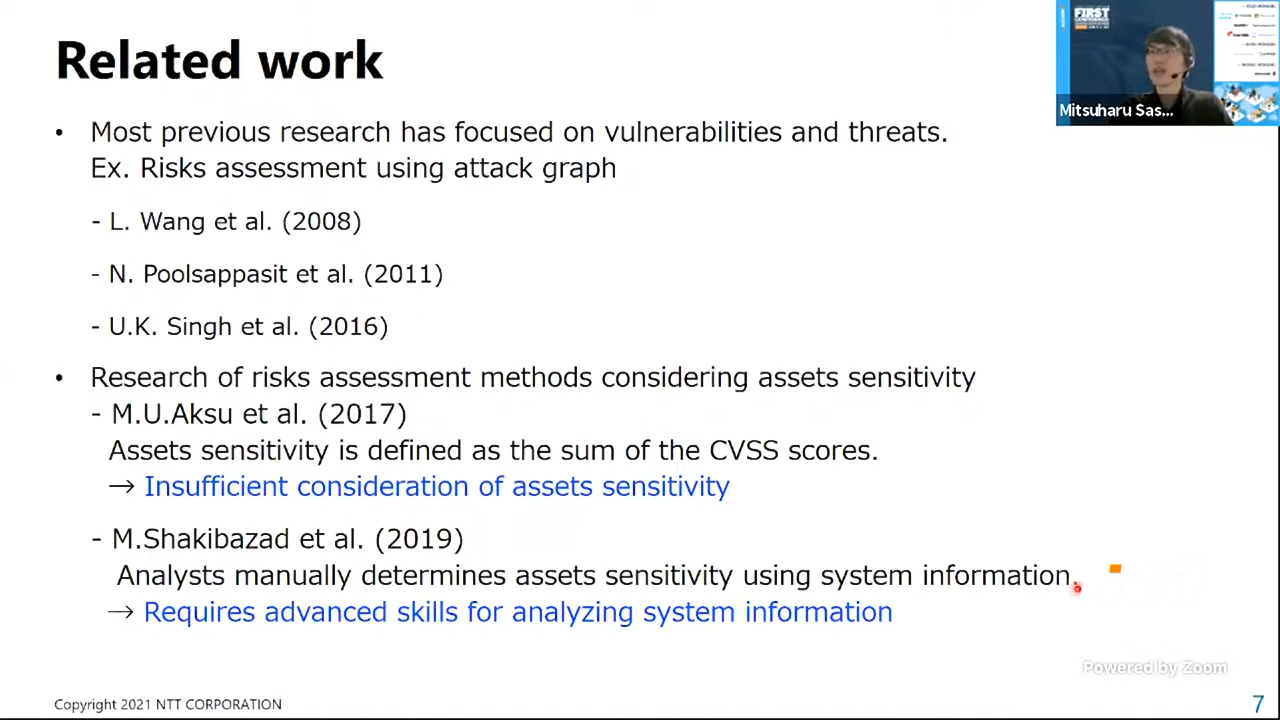 Related work
• Most previous research has focused on vulnerabilities and threats.
Ex. Risks assessment using attack graph
- L. Wang et al. (2008)
- N. Poolsappasit et al. (2011)
- U.K. Singh et al. (2016)
• Research of risks assessment methods considering assets sensitivity
- M.U.Aksu et al. (2017)
Assets sensitivity is defined as the sum of the CVSS scores.
→ Insufficient consideration of assets sensitivity
- M.Shakibazad et al. (2019)
Analysts manually determines assets sensitivity using system information.
→ Requires advanced skills for analyzing system information
Copyright 2021 NTT CORPORATION
7
FIRST
Mitsuharu Sas...
Powered by Zoom